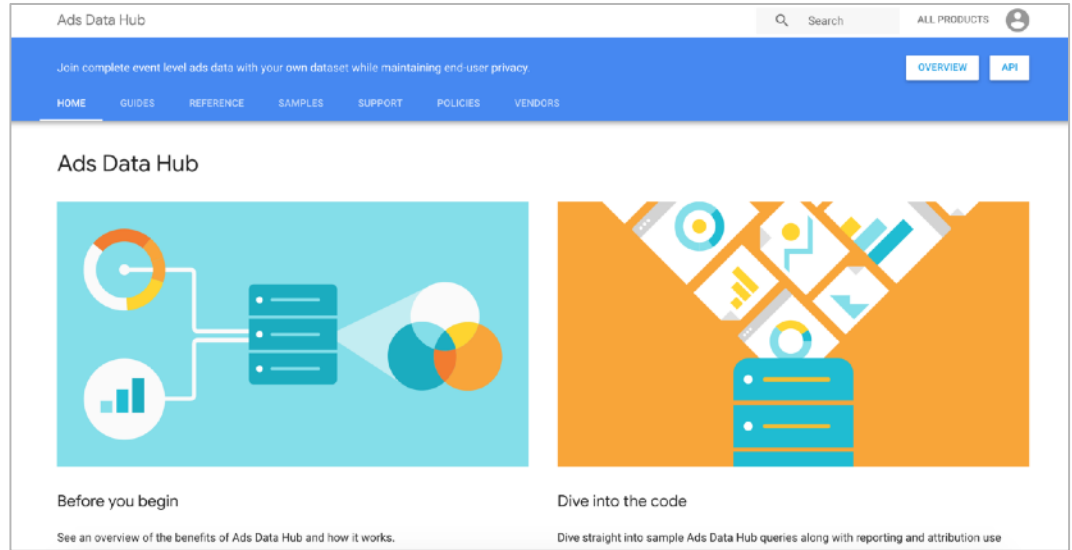 Ads Data Hub
Search
ALL PRODUCTS
Join complete event level ads data with your own dataset while maintaining end-user privacy.
OVERVIEW
API
HOME
GUIDES
REFERENCE
SAMPLES
SUPPORT
POLICIES
VENDORS
Ads Data Hub
Before you begin
See an overview of the benefits of Ads Data Hub and how it works.
Dive into the code
Dive straight into sample Ads Data Hub queries along with reporting and attribution use